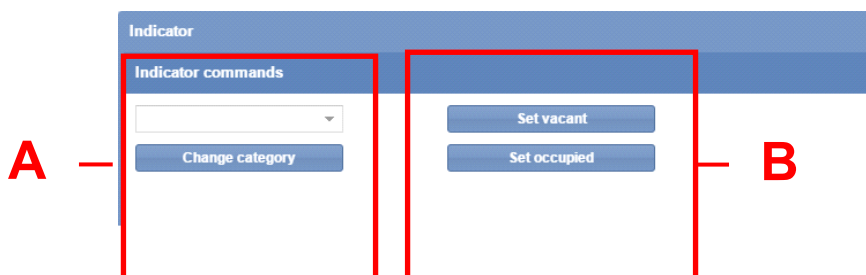 Indicator
Indicator commands
Set vacant
Change category
Set occupied
A
B